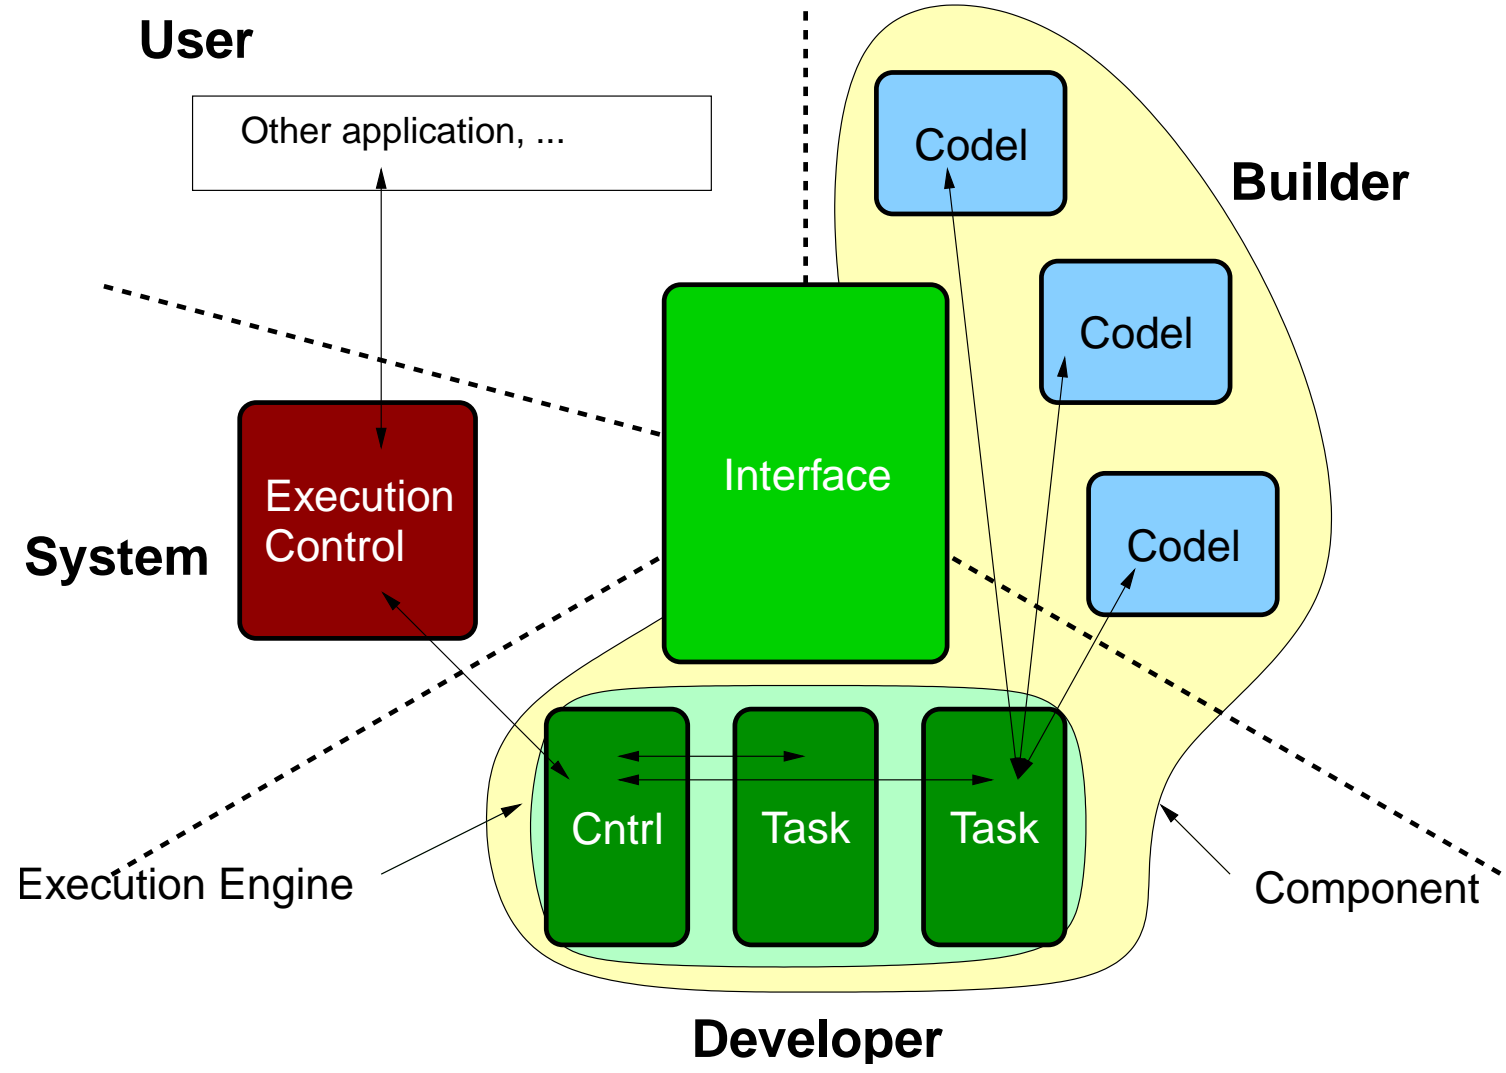 User
Other application, ...
Codel
Builder
Codel
Interface
Execution
Control
System
Codel
Cntrl
Task
Task
Execution Engine
Component
Developer